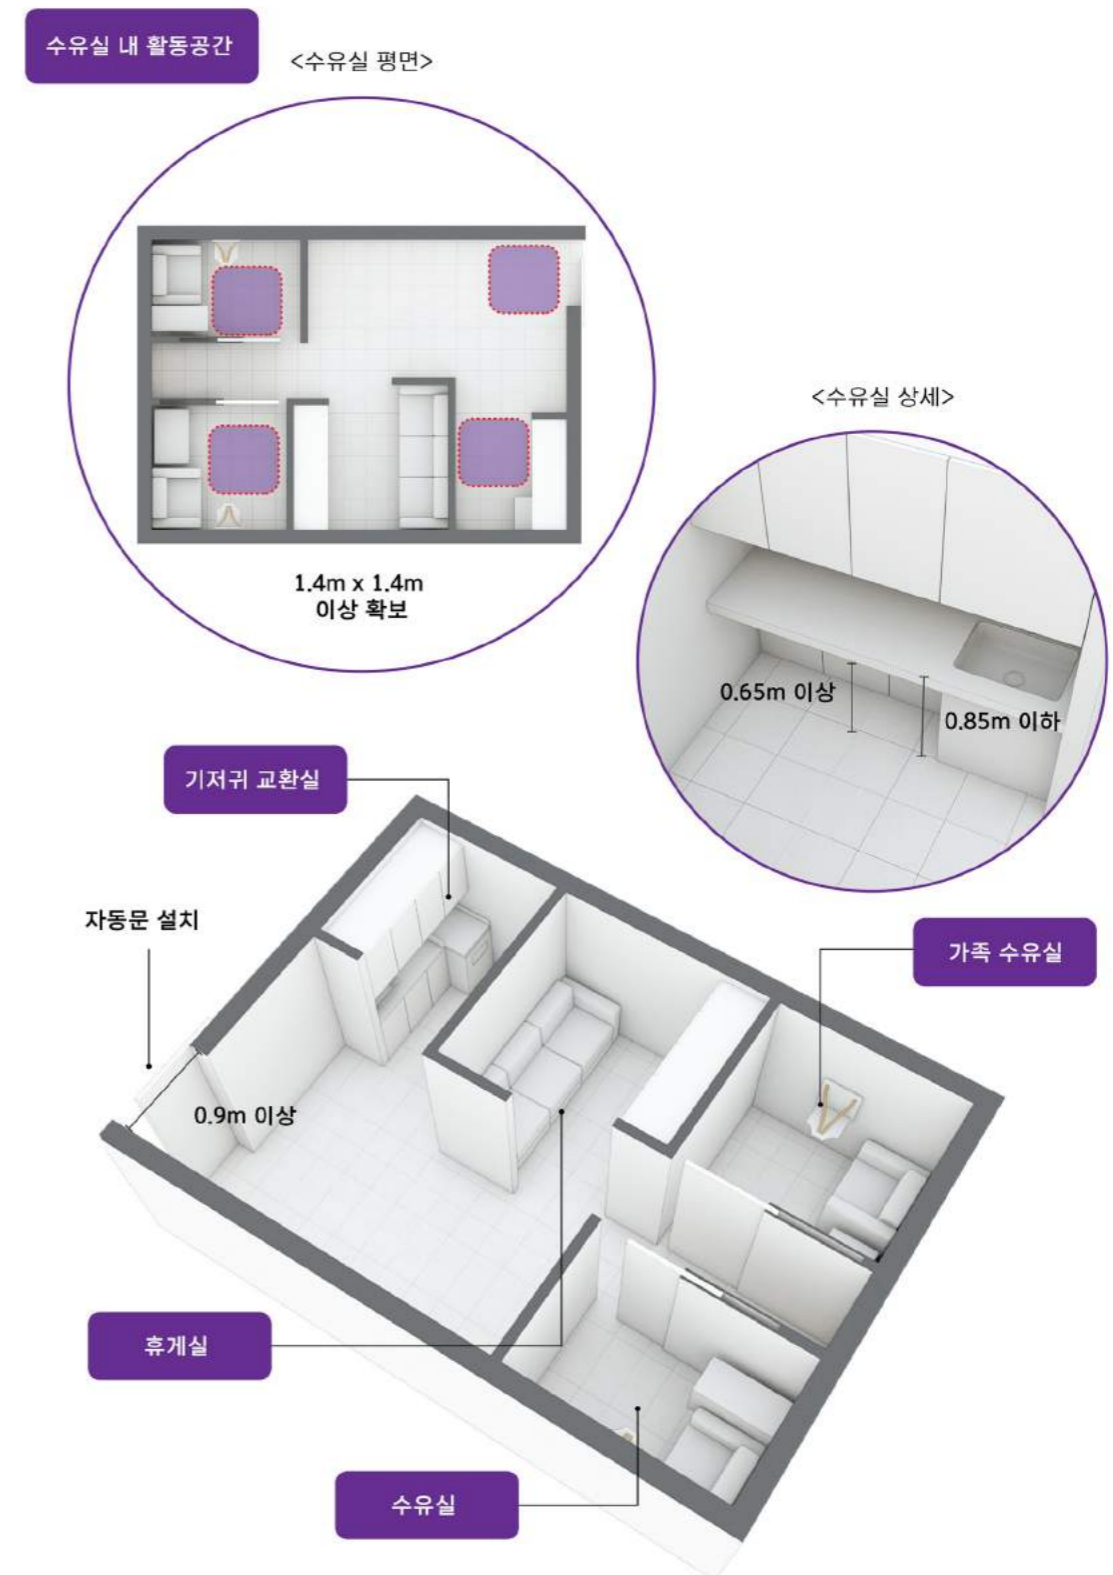 수유실 내 활동공간
<수유실 평면>
1.4m x 1.4m
이상 확보
<수유실 상세>
0.65m 이상
0.85m 이하
기저귀 교환실
자동문 설치
가족 수유실
0.9m 이상
휴게실
수유실